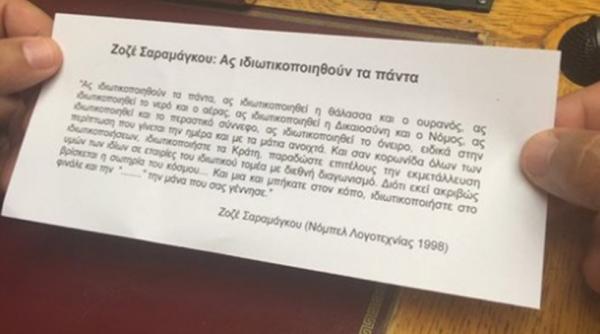 Ζοζέ Σαραμάγκου: Ας ιδιωτικοποιηθούν τα πάντα
"Ας ιδιωτικοποιηθούν τα πάντα, ας ιδιωτικοποιηθεί η θάλασσα και ο ουρανός, ας
ιδιωτικοποιηθεί το νερό και ο αέρας, ας ιδιωτικοποιηθεί η Δικαιοσύνη και ο Νόμος, ας
ιδιωτικοποιηθεί και το περαστικό σύννεφο, ας ιδιωτικοποιηθεί το όνειρο, ειδικά στην
περίπτωση που γίνεται την ημέρα και με τα μάτια ανοιχτά. Και σαν κορωνίδα όλων των
ιδιωτικοποιήσεων, ιδιωτικοποιήστε τα Κράτη, παραδώστε επιτέλους την εκμετάλλευση
υμών των ιδίων σε εταιρίες του ιδιωτικού τομέα με διεθνή διαγωνισμό. Διότι εκεί ακριβώς
βρίσκεται η σωτηρία του κόσμου... Και μια και μπήκατε στον κόπο, ιδιωτικοποιήστε στο
φινάλε και την "........" την μάνα που σας γέννησε."
Ζοζέ Σαραμάγκου (Νόμπελ Λογοτεχνίας 1998)